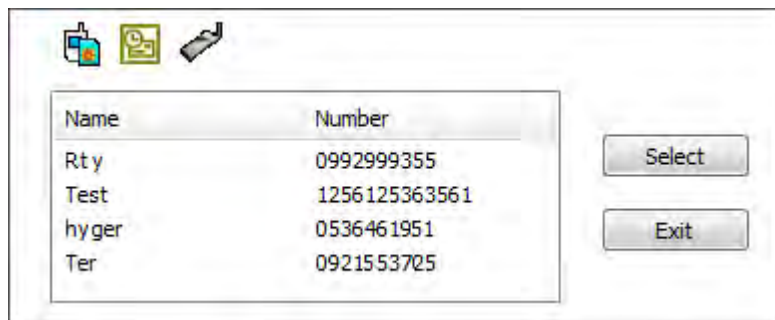 Name Number
Rty 0992999355
Test 1256125363561
hyger 0536461951
Ter 0921553725
Select
Exit